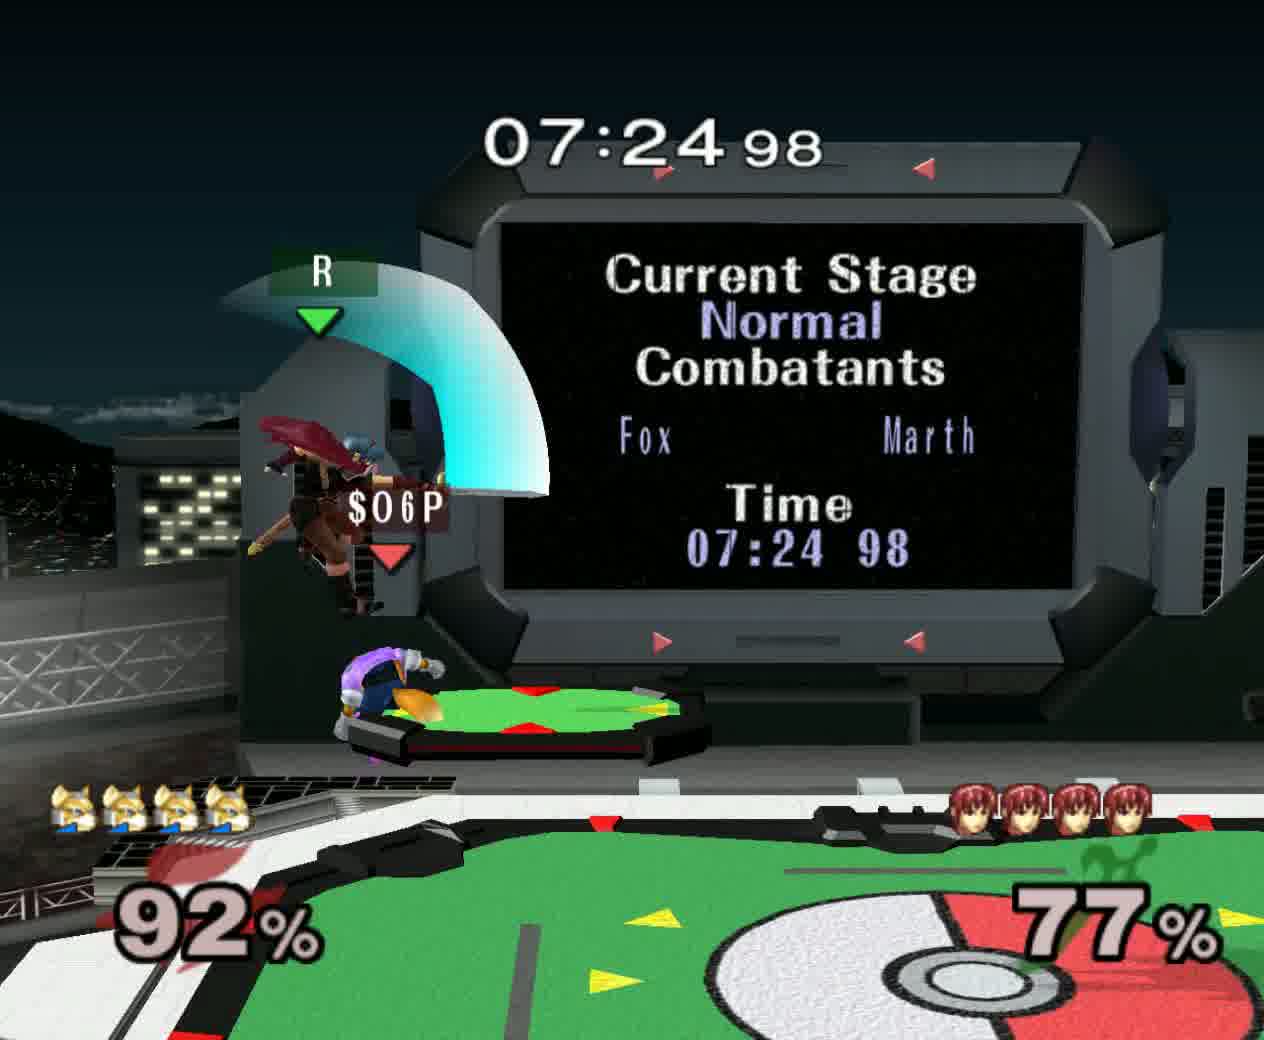 07:24 98
R
Current Stage
Normal
Combatants
Fox Marth
$06P
Time
07:24 98
92%
77%